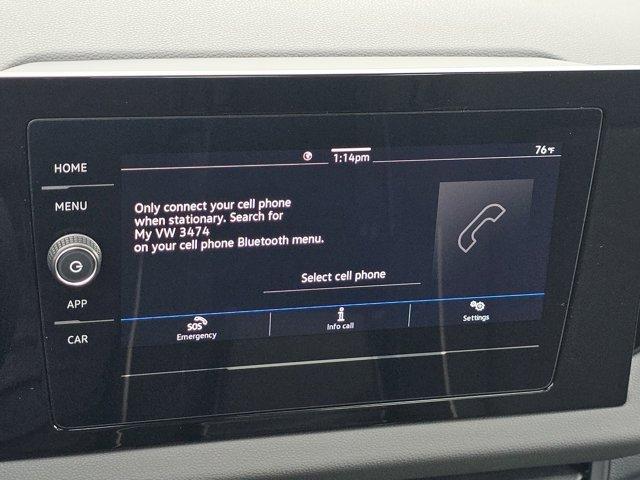 HOME
MENU
APP
CAR
1:14pm
76°F
Only connect your cell phone
when stationary. Search for
My VW 3474
on your cell phone Bluetooth menu.
Select cell phone
SOS
Emergency
Info call
Settings